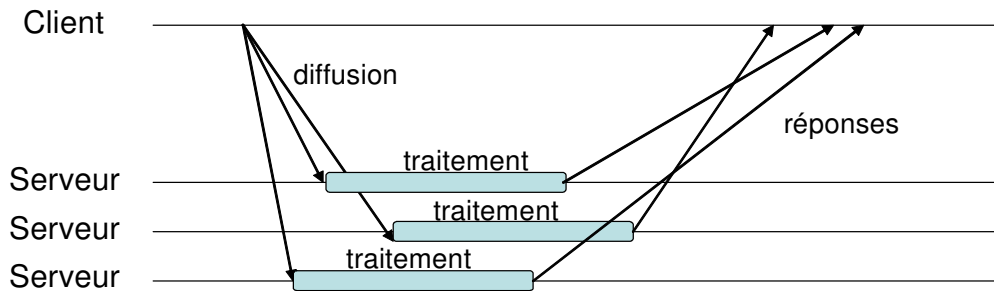 Client
diffusion
réponses
traitement
Serveur
traitement
Serveur
traitement
Serveur